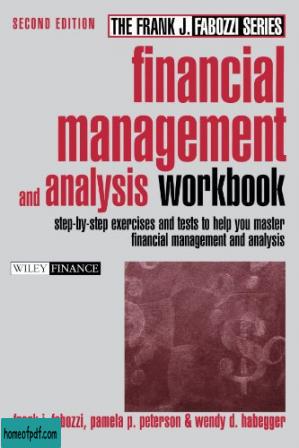 SECOND EDITION
THE FRANK J. FABOZZI SERIES
financial
management
and analysis workbook
step-by-step exercises and tests to help you master
financial management and analysis
WILEY FINANCE
frank j. fabozzi, pamela p. peterson & wendy d. habegger
homeofpdf.com